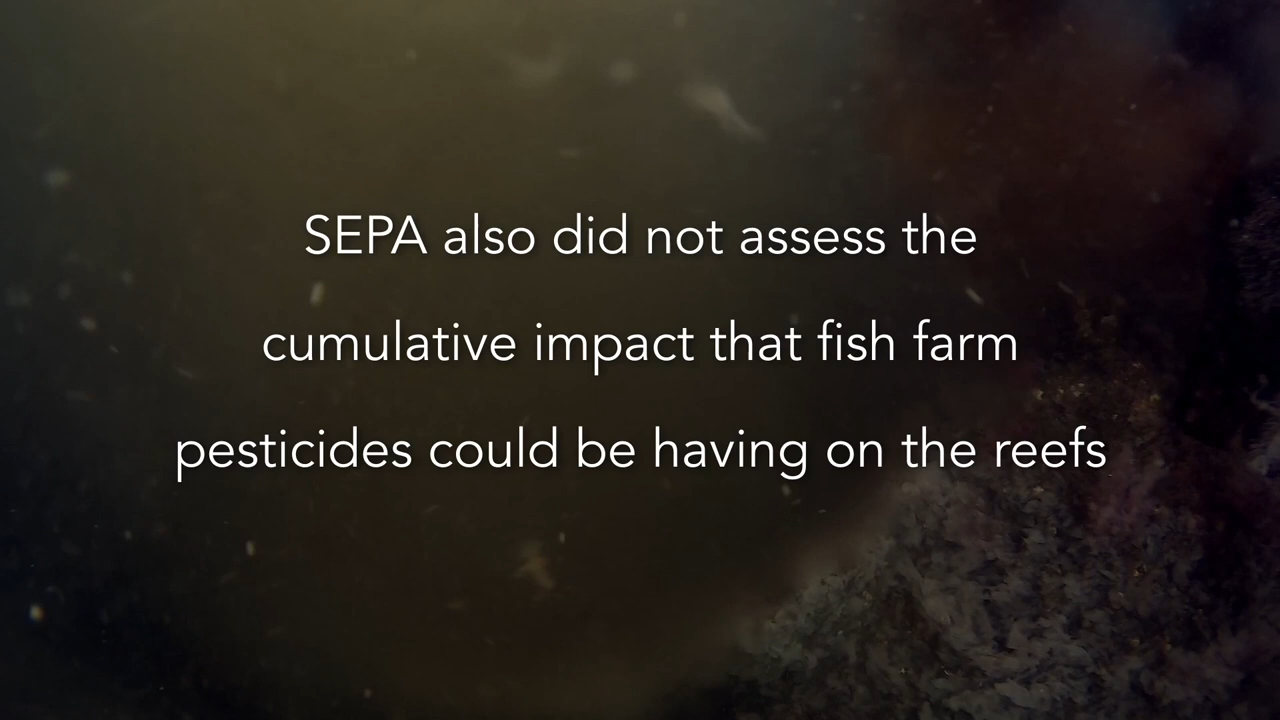 SEPA also did not assess the
cumulative impact that fish farm
pesticides could be having on the reefs